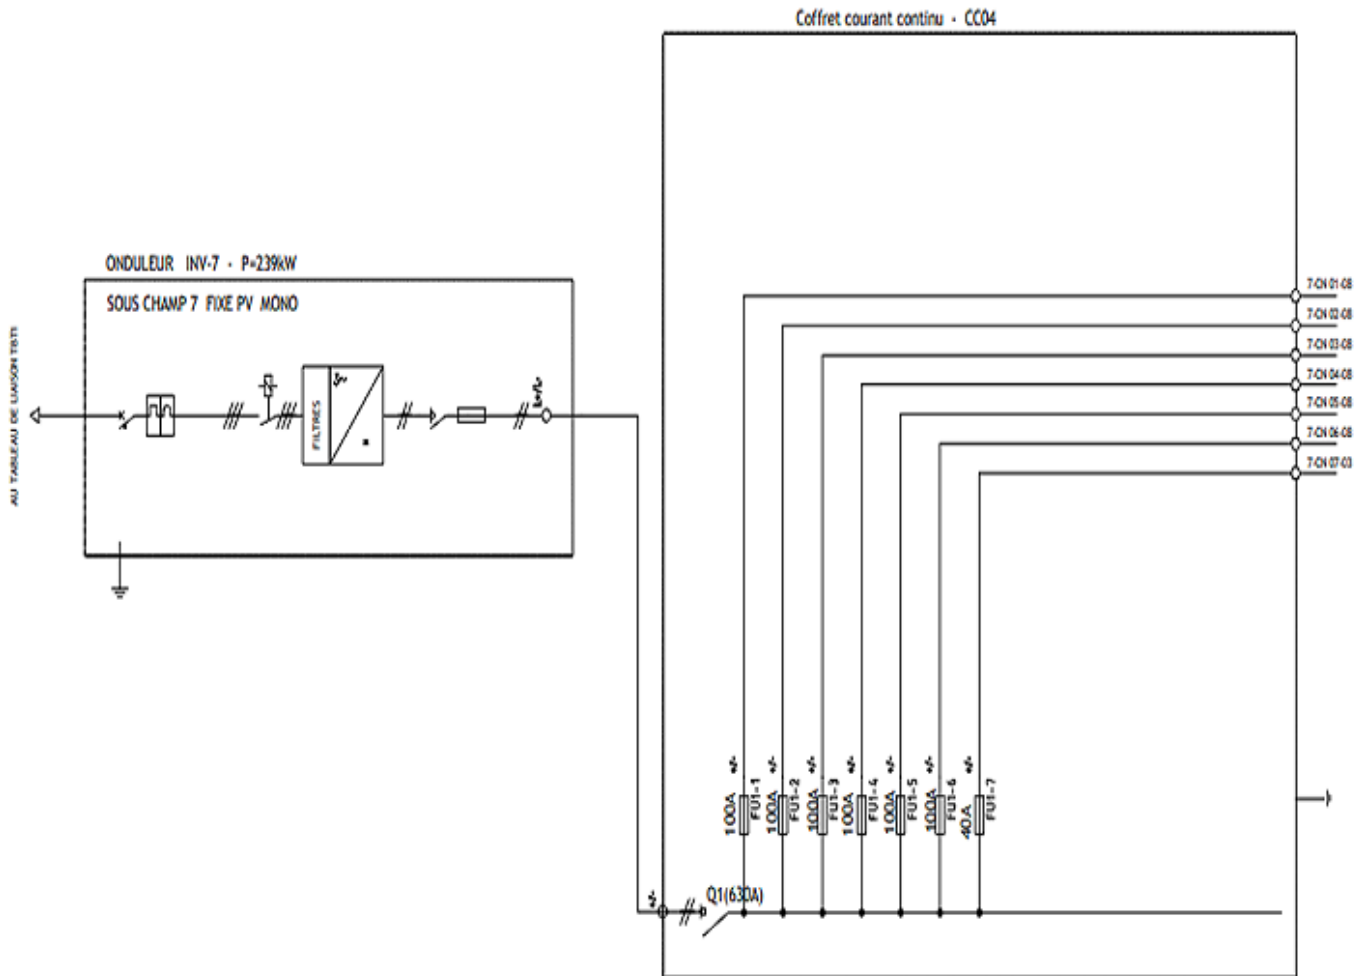 Coffret courant continu - CC04
ONDULEUR INV-7 - P=239kW
SOUS CHAMP 7 FIXE PV MONO
AU TABLEAU DE LIAISON TBT1
FILTRES
3~
=
L+/L-
7-CN 01-08
7-CN 02-08
7-CN 03-08
7-CN 04-08
7-CN 05-08
7-CN 06-08
7-CN 07-03
+/-
+/-
+/-
+/-
+/-
+/-
+/-
100A FU1-1
100A FU1-2
100A FU1-3
100A FU1-4
100A FU1-5
100A FU1-6
40A FU1-7
+/-
Q1(630A)